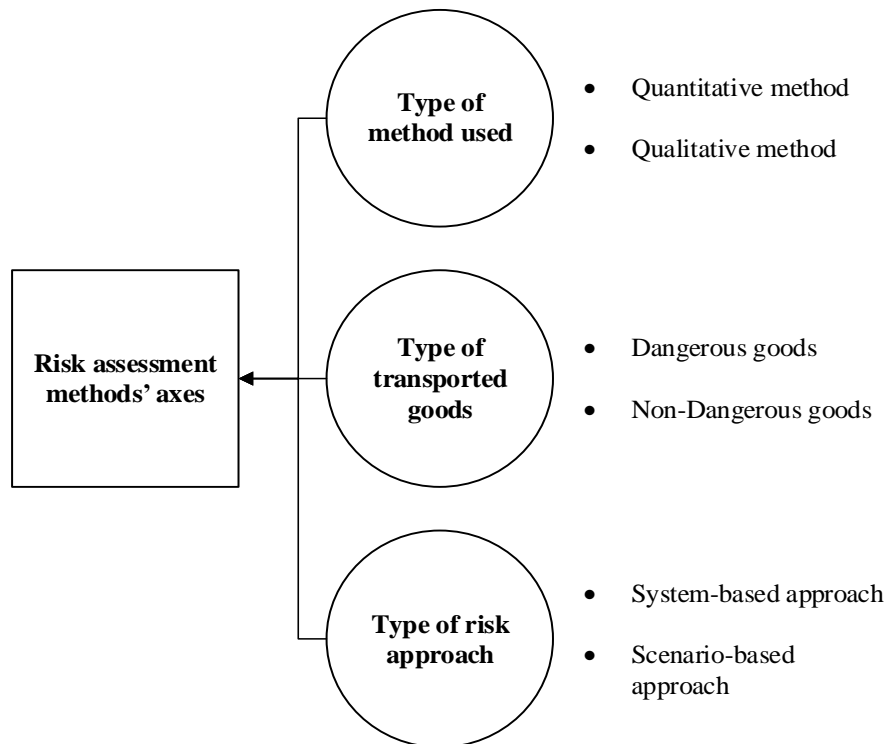 Type of
method used
• Quantitative method
• Qualitative method
Risk assessment
methods’ axes
Type of
transported
goods
• Dangerous goods
• Non-Dangerous goods
Type of risk
approach
• System-based approach
• Scenario-based
approach